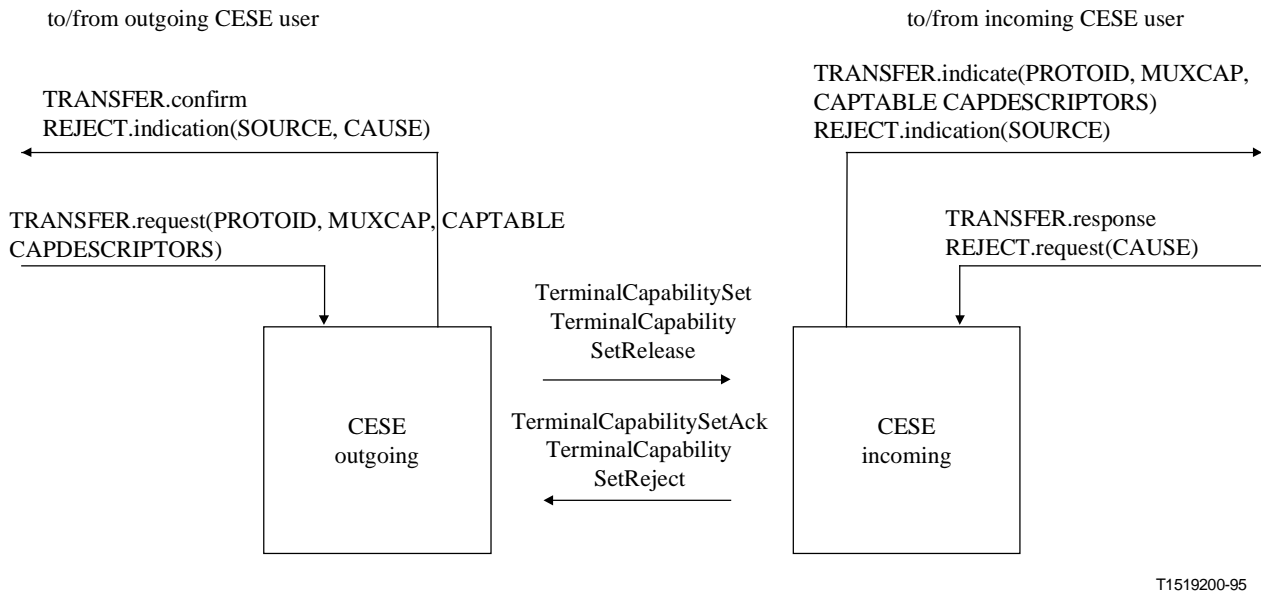 to/from outgoing CESE user
to/from incoming CESE user
TRANSFER.confirm
REJECT.indication(SOURCE, CAUSE)
TRANSFER.indicate(PROTOID, MUXCAP,
CAPTABLE CAPDESCRIPTORS)
REJECT.indication(SOURCE)
TRANSFER.request(PROTOID, MUXCAP, CAPTABLE
CAPDESCRIPTORS)
TRANSFER.response
REJECT.request(CAUSE)
TerminalCapabilitySet
TerminalCapability
SetRelease
CESE
outgoing
TerminalCapabilitySetAck
TerminalCapability
SetReject
CESE
incoming
T1519200-95